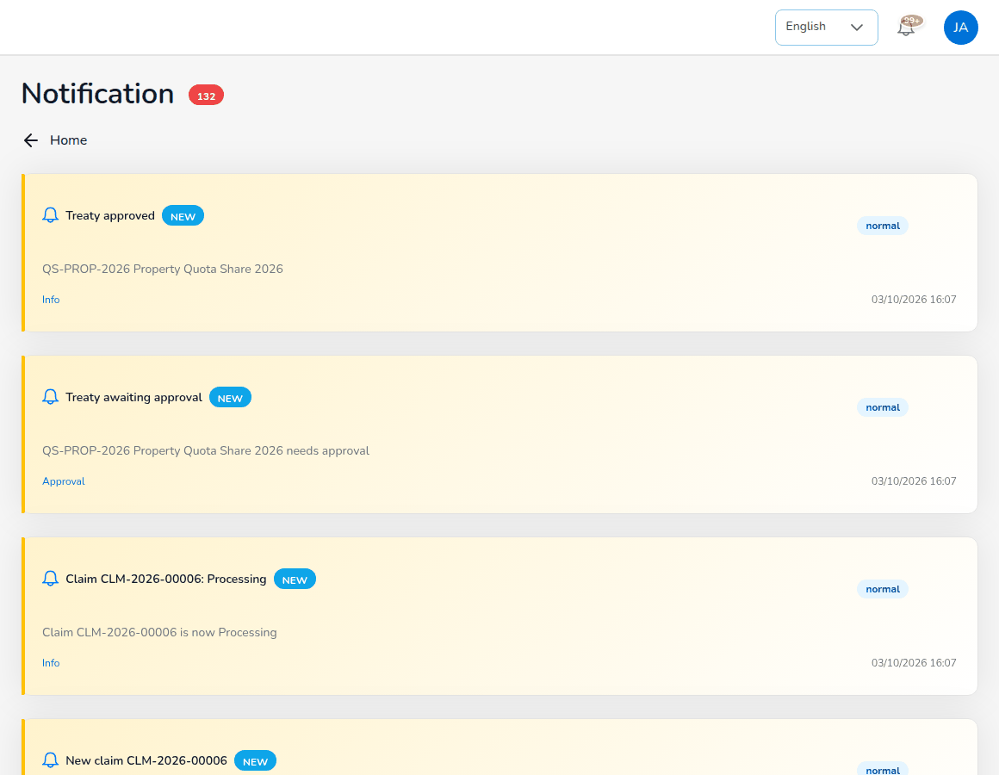 English
99+
JA
Notification
132
Home
Treaty approved
NEW
normal
QS-PROP-2026 Property Quota Share 2026
Info
03/10/2026 16:07
Treaty awaiting approval
NEW
normal
QS-PROP-2026 Property Quota Share 2026 needs approval
Approval
03/10/2026 16:07
Claim CLM-2026-00006: Processing
NEW
normal
Claim CLM-2026-00006 is now Processing
Info
03/10/2026 16:07
New claim CLM-2026-00006
NEW
normal